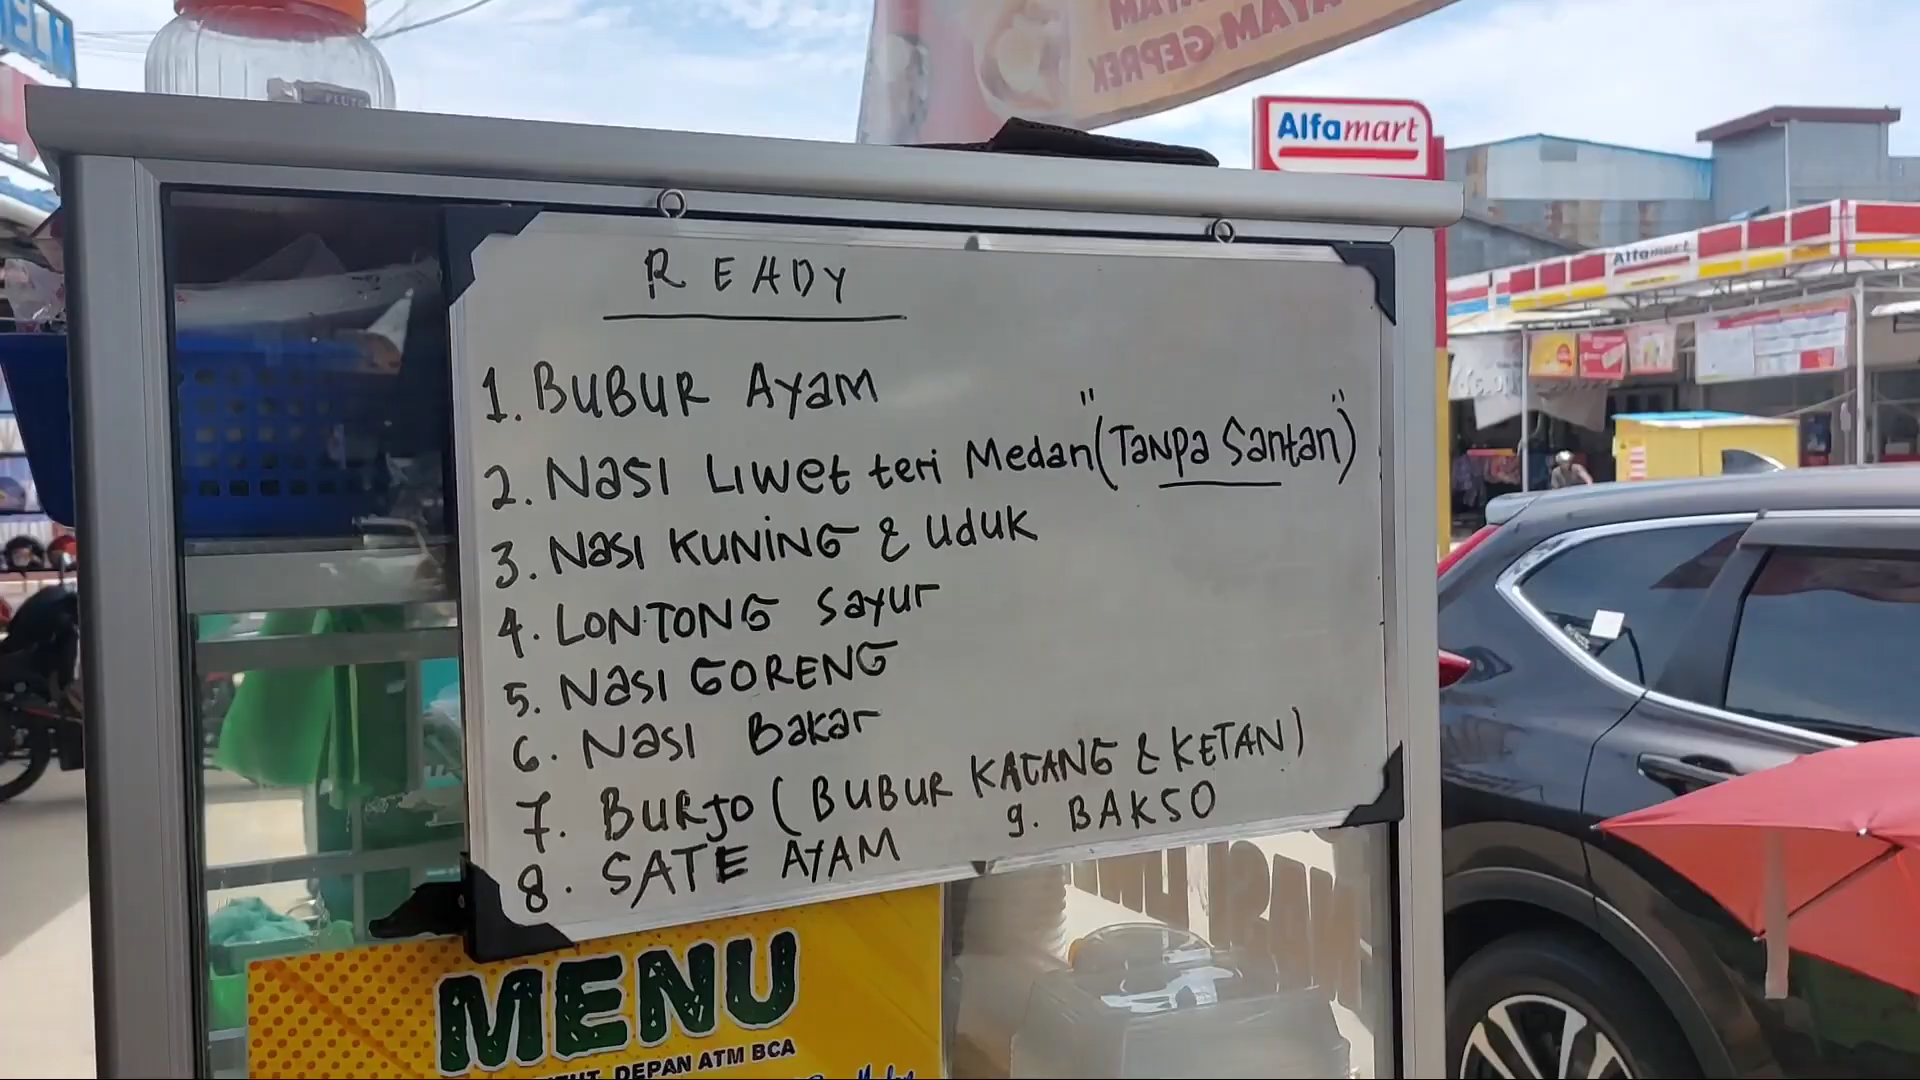 PLUTO
AYAM GEPREK
Alfamart
Alfamart
READY
1. BUBUR AYAM
2. NASI LIWET teri Medan ("Tanpa Santan")
3. NASI KUNING & UDUK
4. LONTONG Sayur
5. NASI GORENG
6. NASI Bakar
7. BURJO (BUBUR KACANG & KETAN)
8. SATE AYAM 9. BAKSO
MENU
DEPAN ATM BCA
NASI